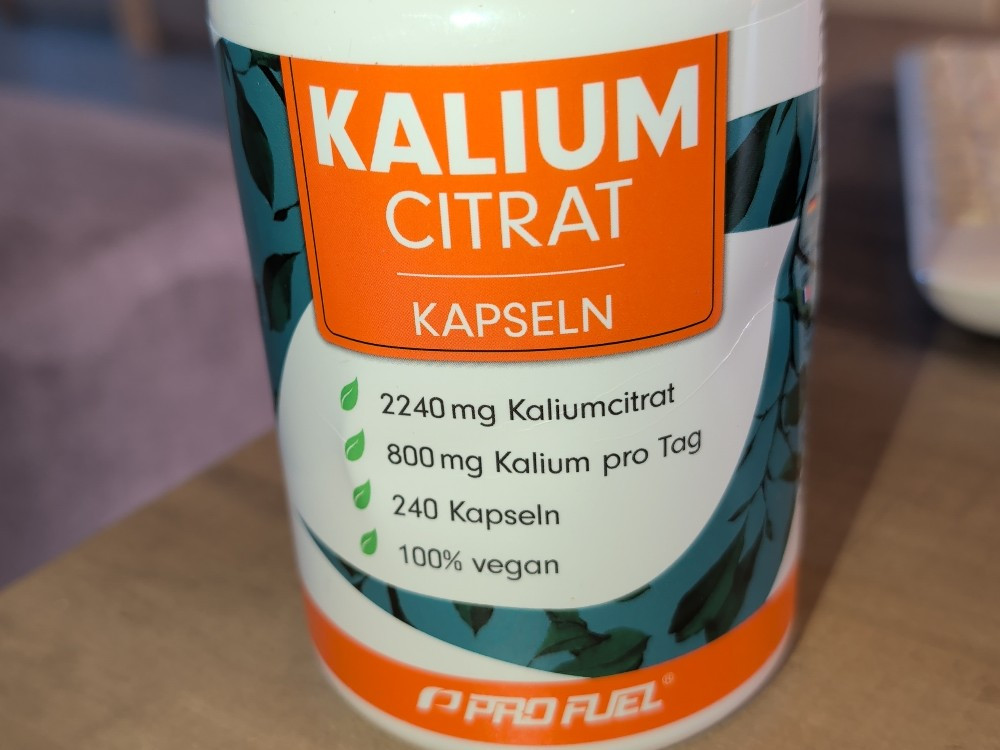 KALIUM
CITRAT
KAPSELN
2240 mg Kaliumcitrat
800 mg Kalium pro Tag
240 Kapseln
100% vegan
PRO FUEL®